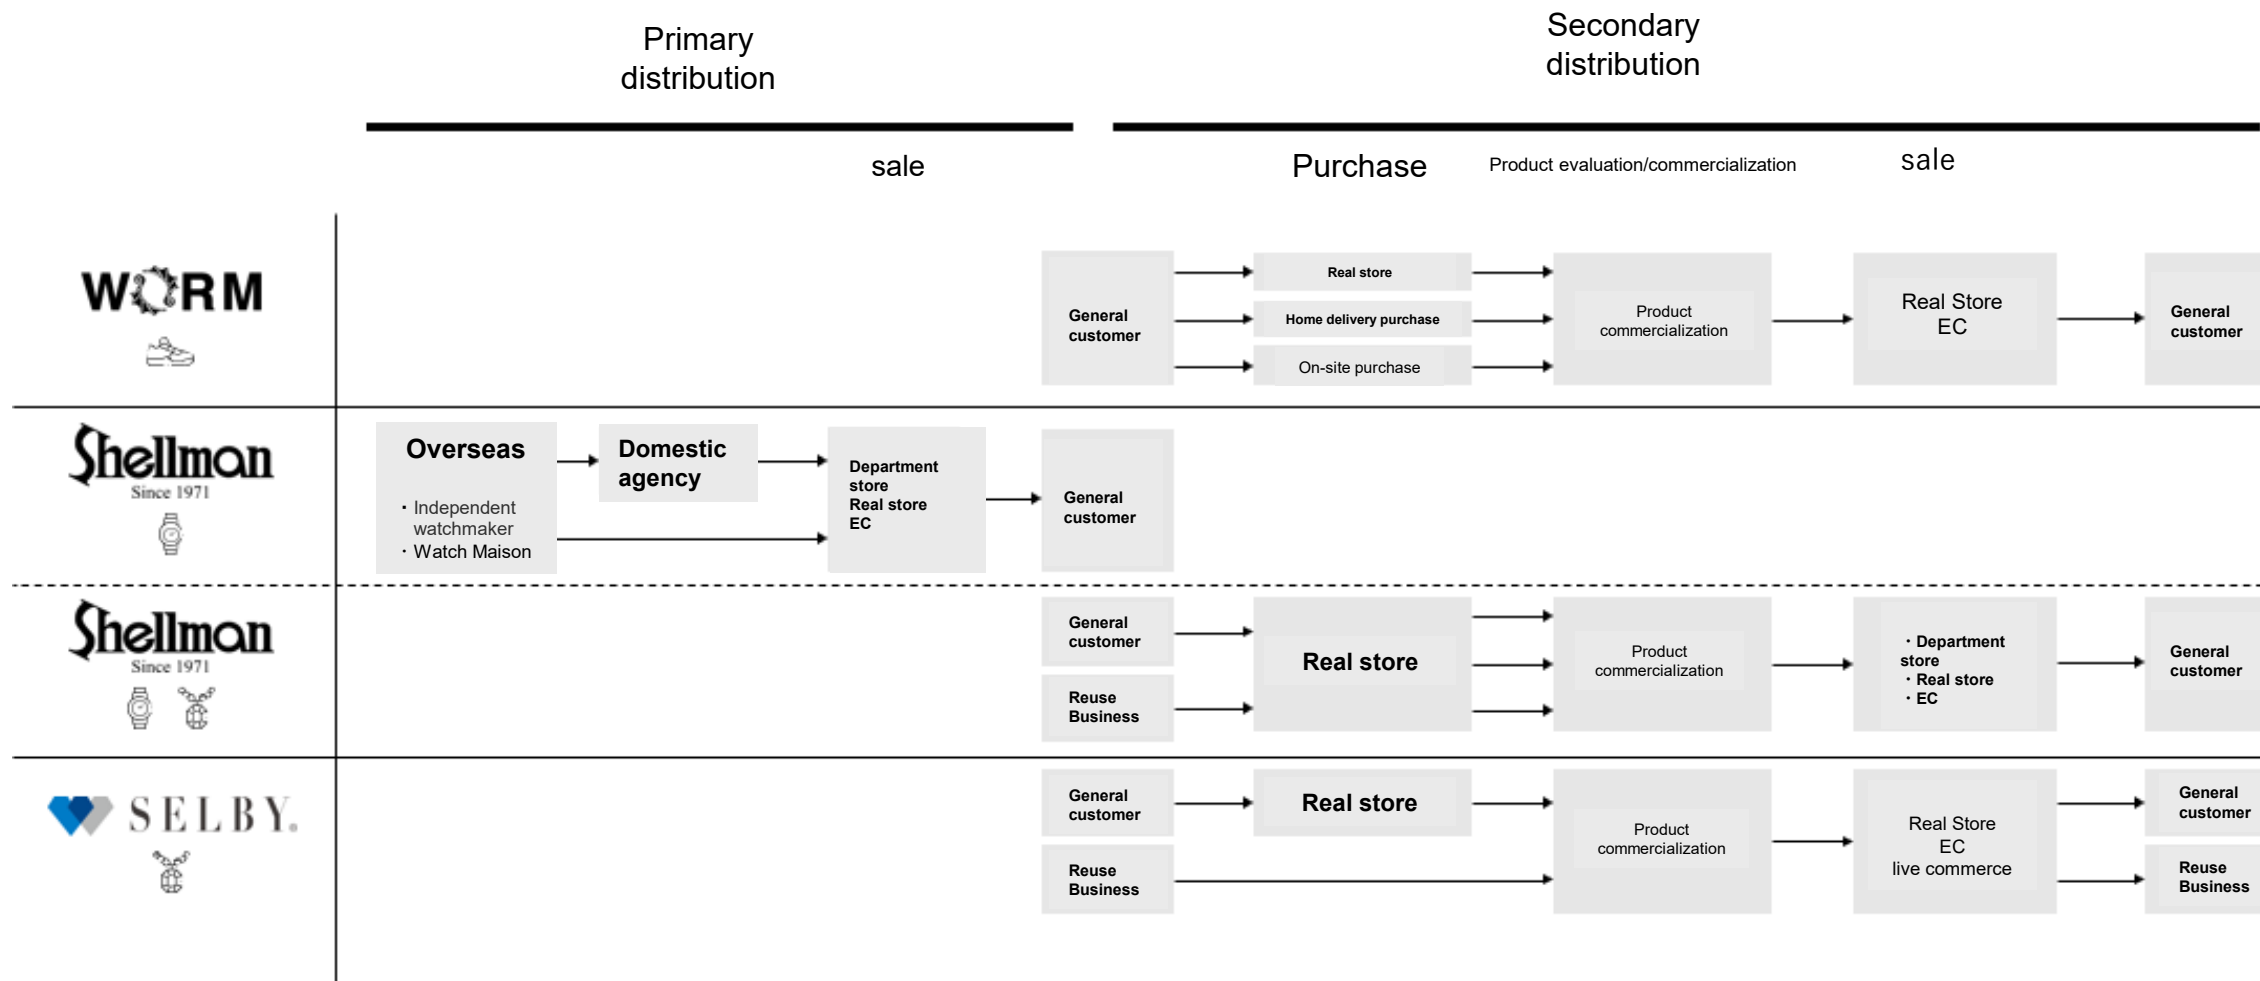 Primary
distribution
Secondary
distribution
sale
Purchase
Product evaluation/commercialization
sale
WORM
General
customer
Real store
Home delivery purchase
On-site purchase
Product
commercialization
Real Store
EC
General
customer
Shellman
Since 1971
Overseas
・Independent
watchmaker
・Watch Maison
Domestic
agency
Department
store
Real store
EC
General
customer
Shellman
Since 1971
General
customer
Reuse
Business
Real store
Product
commercialization
・Department
store
・Real store
・EC
General
customer
SELBY.
General
customer
Reuse
Business
Real store
Product
commercialization
Real Store
EC
live commerce
General
customer
Reuse
Business